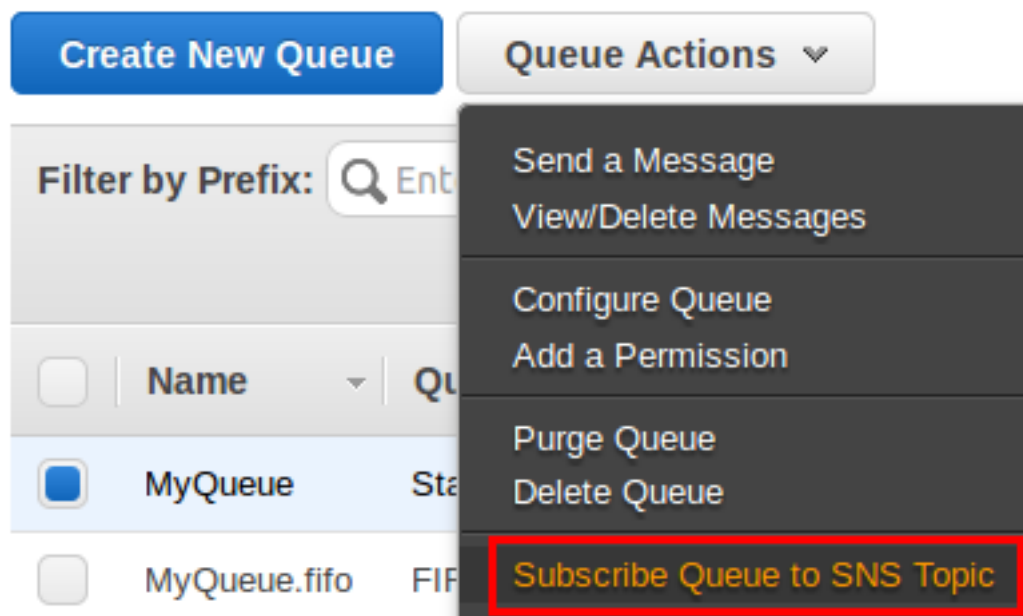 Create New Queue
Queue Actions
Filter by Prefix:
Send a Message
View/Delete Messages
Configure Queue
Add a Permission
Name
Purge Queue
MyQueue
Delete Queue
MyQueue.fifo
Subscribe Queue to SNS Topic